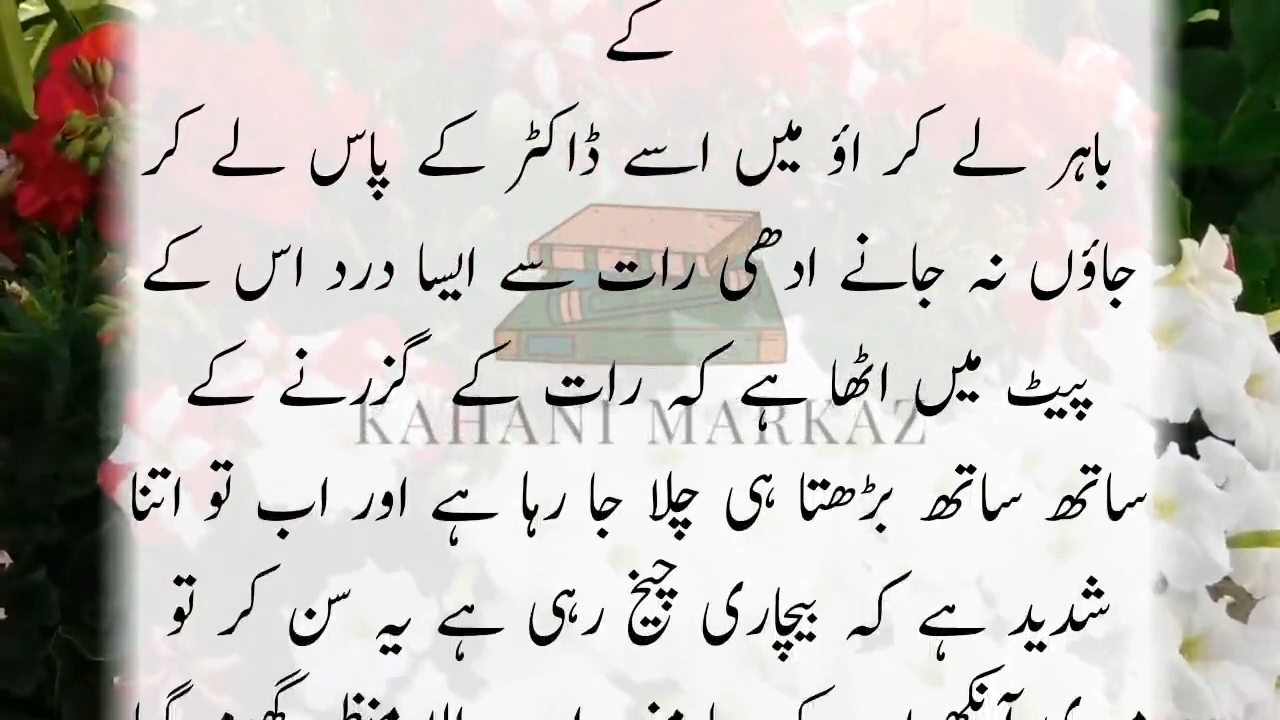 کے
باہر لے کر اؤ میں اسے ڈاکٹر کے پاس لے کر
جاؤں نہ جانے ادھی رات سے ایسا درد اس کے
پیٹ میں اٹھا ہے کہ رات کے گزرنے کے
KAHANI MARKAZ
ساتھ ساتھ بڑھتا ہی چلا جا رہا ہے اور اب تو اتنا
شدید ہے کہ بیچاری چیخ رہی ہے یہ سن کر تو